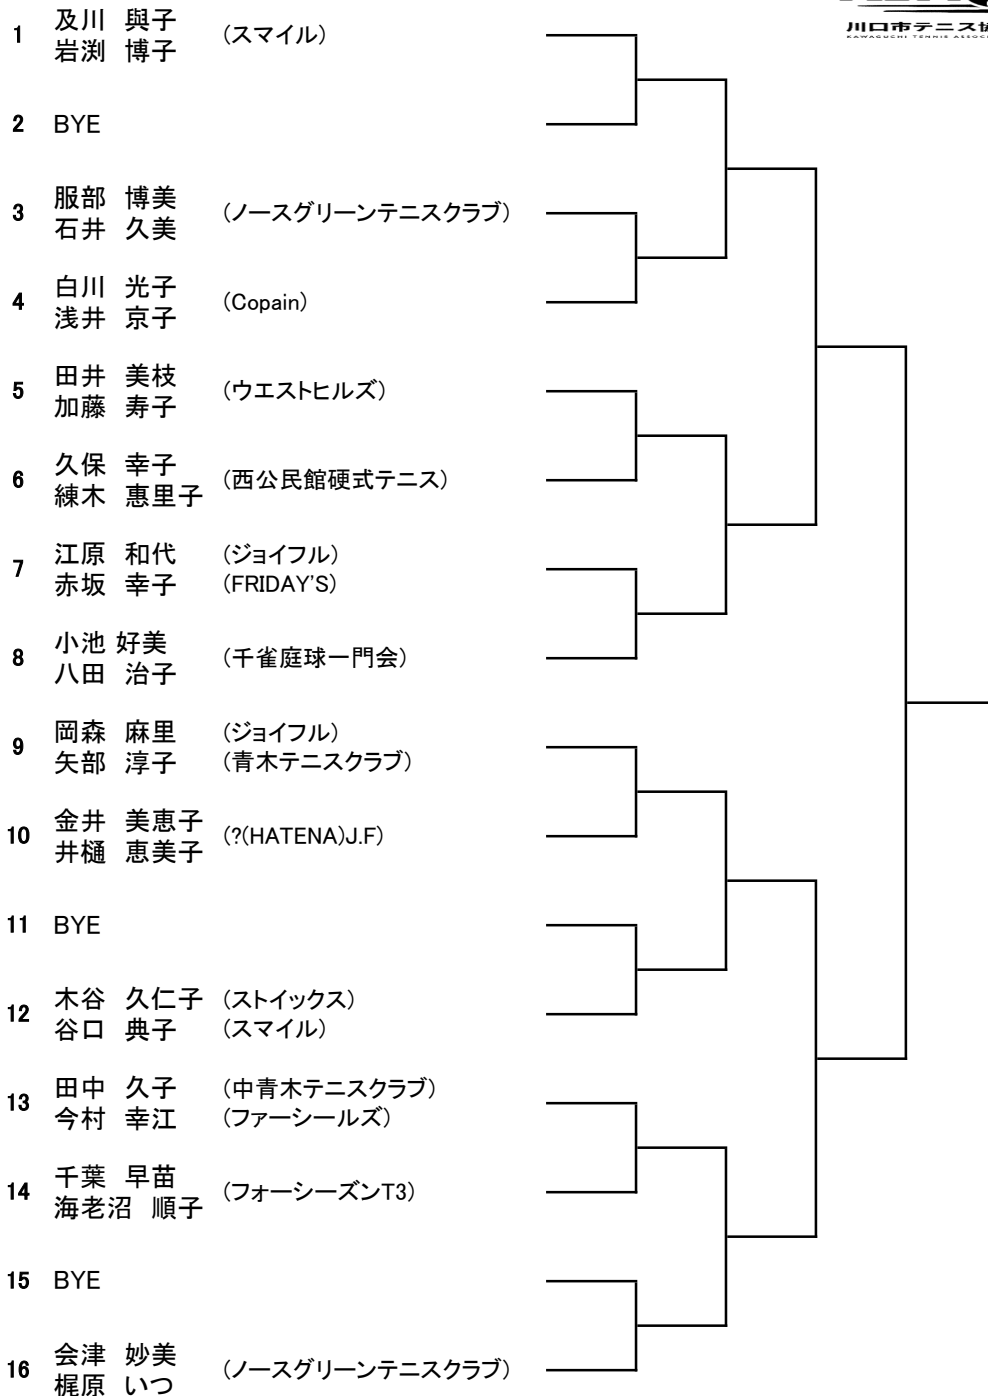 川口市テニス協
1 及川 與子 (スマイル)
岩渕 博子
2 BYE
3 服部 博美 (ノースグリーンテニスクラブ)
石井 久美
4 白川 光子 (Copain)
浅井 京子
5 田井 美枝 (ウエストヒルズ)
加藤 寿子
6 久保 幸子 (西公民館硬式テニス)
練木 惠里子
7 江原 和代 (ジョイフル)
赤坂 幸子 (FRIDAY'S)
8 小池 好美 (千雀庭球一門会)
八田 治子
9 岡森 麻里 (ジョイフル)
矢部 淳子 (青木テニスクラブ)
10 金井 美恵子 (?(HATENA)J.F)
井樋 恵美子
11 BYE
12 木谷 久仁子 (ストイックス)
谷口 典子 (スマイル)
13 田中 久子 (中青木テニスクラブ)
今村 幸江 (ファーシールズ)
14 千葉 早苗 (フォーシーズンT3)
海老沼 順子
15 BYE
16 会津 妙美 (ノースグリーンテニスクラブ)
梶原 いつ